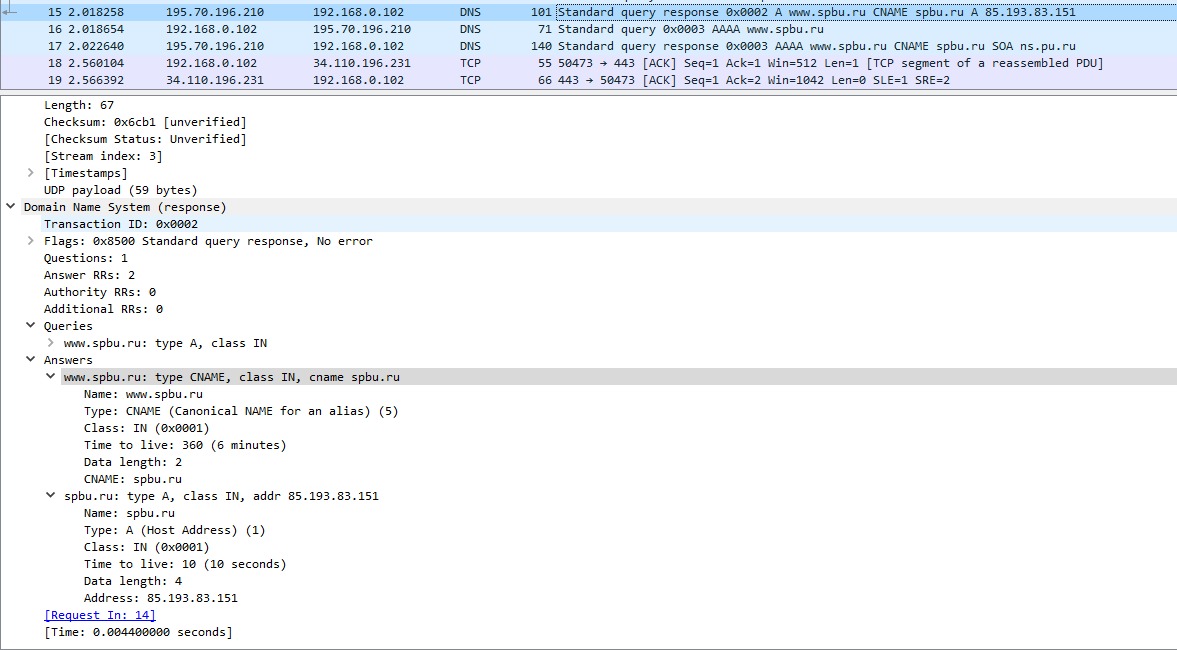 15 2.018258 195.70.196.210 192.168.0.102 DNS 101 Standard query response 0x0002 A www.spbu.ru CNAME spbu.ru A 85.193.83.151
16 2.018654 192.168.0.102 195.70.196.210 DNS 71 Standard query 0x0003 AAAA www.spbu.ru
17 2.022640 195.70.196.210 192.168.0.102 DNS 140 Standard query response 0x0003 AAAA www.spbu.ru CNAME spbu.ru SOA ns.pu.ru
18 2.560104 192.168.0.102 34.110.196.231 TCP 55 50473 → 443 [ACK] Seq=1 Ack=1 Win=512 Len=1 [TCP segment of a reassembled PDU]
19 2.566392 34.110.196.231 192.168.0.102 TCP 66 443 → 50473 [ACK] Seq=1 Ack=2 Win=1042 Len=0 SLE=1 SRE=2
Length: 67
Checksum: 0x6cb1 [unverified]
[Checksum Status: Unverified]
[Stream index: 3]
[Timestamps]
UDP payload (59 bytes)
Domain Name System (response)
Transaction ID: 0x0002
Flags: 0x8500 Standard query response, No error
Questions: 1
Answer RRs: 2
Authority RRs: 0
Additional RRs: 0
Queries
www.spbu.ru: type A, class IN
Answers
www.spbu.ru: type CNAME, class IN, cname spbu.ru
Name: www.spbu.ru
Type: CNAME (Canonical NAME for an alias) (5)
Class: IN (0x0001)
Time to live: 360 (6 minutes)
Data length: 2
CNAME: spbu.ru
spbu.ru: type A, class IN, addr 85.193.83.151
Name: spbu.ru
Type: A (Host Address) (1)
Class: IN (0x0001)
Time to live: 10 (10 seconds)
Data length: 4
Address: 85.193.83.151
[Request In: 14]
[Time: 0.004400000 seconds]